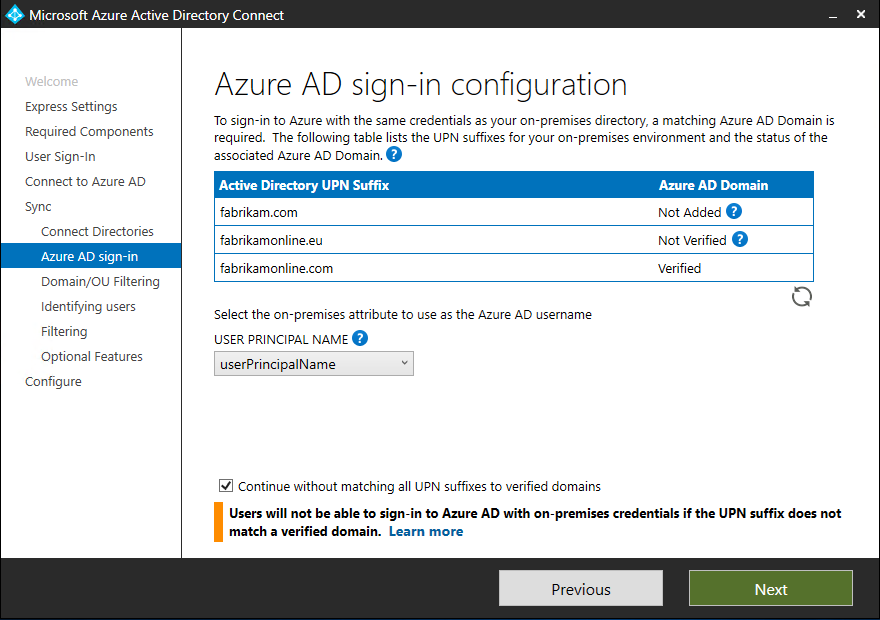 Microsoft Azure Active Directory Connect
Welcome
Express Settings
Required Components
User Sign-In
Connect to Azure AD
Sync
Connect Directories
Azure AD sign-in
Domain/OU Filtering
Identifying users
Filtering
Optional Features
Configure
Azure AD sign-in configuration
To sign-in to Azure with the same credentials as your on-premises directory, a matching Azure AD Domain is
required. The following table lists the UPN suffixes for your on-premises environment and the status of the
associated Azure AD Domain. ?
Active Directory UPN Suffix Azure AD Domain
fabrikam.com Not Added ?
fabrikamonline.eu Not Verified ?
fabrikamonline.com Verified
Select the on-premises attribute to use as the Azure AD username
USER PRINCIPAL NAME ?
userPrincipalName
Continue without matching all UPN suffixes to verified domains
Users will not be able to sign-in to Azure AD with on-premises credentials if the UPN suffix does not
match a verified domain. Learn more
Previous
Next